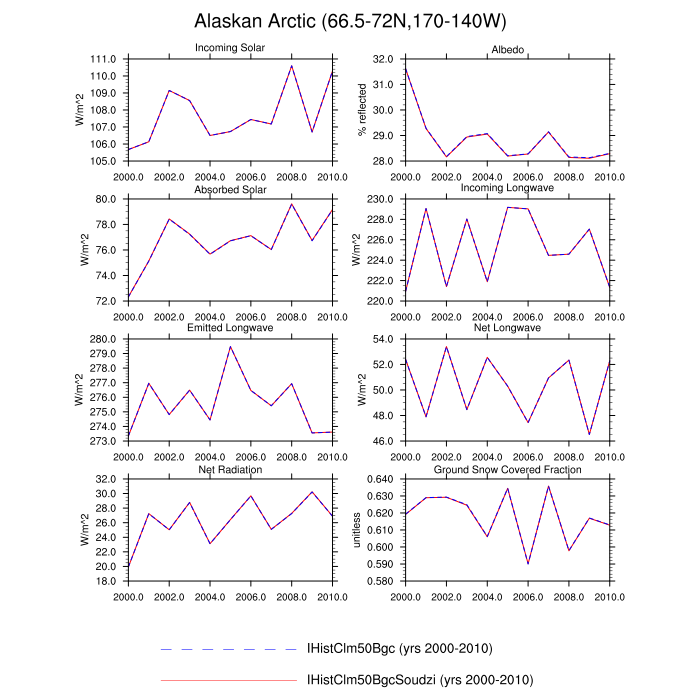 Alaskan Arctic (66.5-72N,170-140W)
Incoming Solar
W/m^2
111.0
110.0
109.0
108.0
107.0
106.0
105.0
2000.0 2002.0 2004.0 2006.0 2008.0 2010.0
Albedo
% reflected
32.0
31.0
30.0
29.0
28.0
2000.0 2002.0 2004.0 2006.0 2008.0 2010.0
Absorbed Solar
W/m^2
80.0
78.0
76.0
74.0
72.0
2000.0 2002.0 2004.0 2006.0 2008.0 2010.0
Incoming Longwave
W/m^2
230.0
228.0
226.0
224.0
222.0
220.0
2000.0 2002.0 2004.0 2006.0 2008.0 2010.0
Emitted Longwave
W/m^2
280.0
279.0
278.0
277.0
276.0
275.0
274.0
273.0
2000.0 2002.0 2004.0 2006.0 2008.0 2010.0
Net Longwave
W/m^2
54.0
52.0
50.0
48.0
46.0
2000.0 2002.0 2004.0 2006.0 2008.0 2010.0
Net Radiation
W/m^2
32.0
30.0
28.0
26.0
24.0
22.0
20.0
18.0
2000.0 2002.0 2004.0 2006.0 2008.0 2010.0
Ground Snow Covered Fraction
unitless
0.640
0.630
0.620
0.610
0.600
0.590
0.580
2000.0 2002.0 2004.0 2006.0 2008.0 2010.0
IHistClm50Bgc (yrs 2000-2010)
IHistClm50BgcSoudzi (yrs 2000-2010)